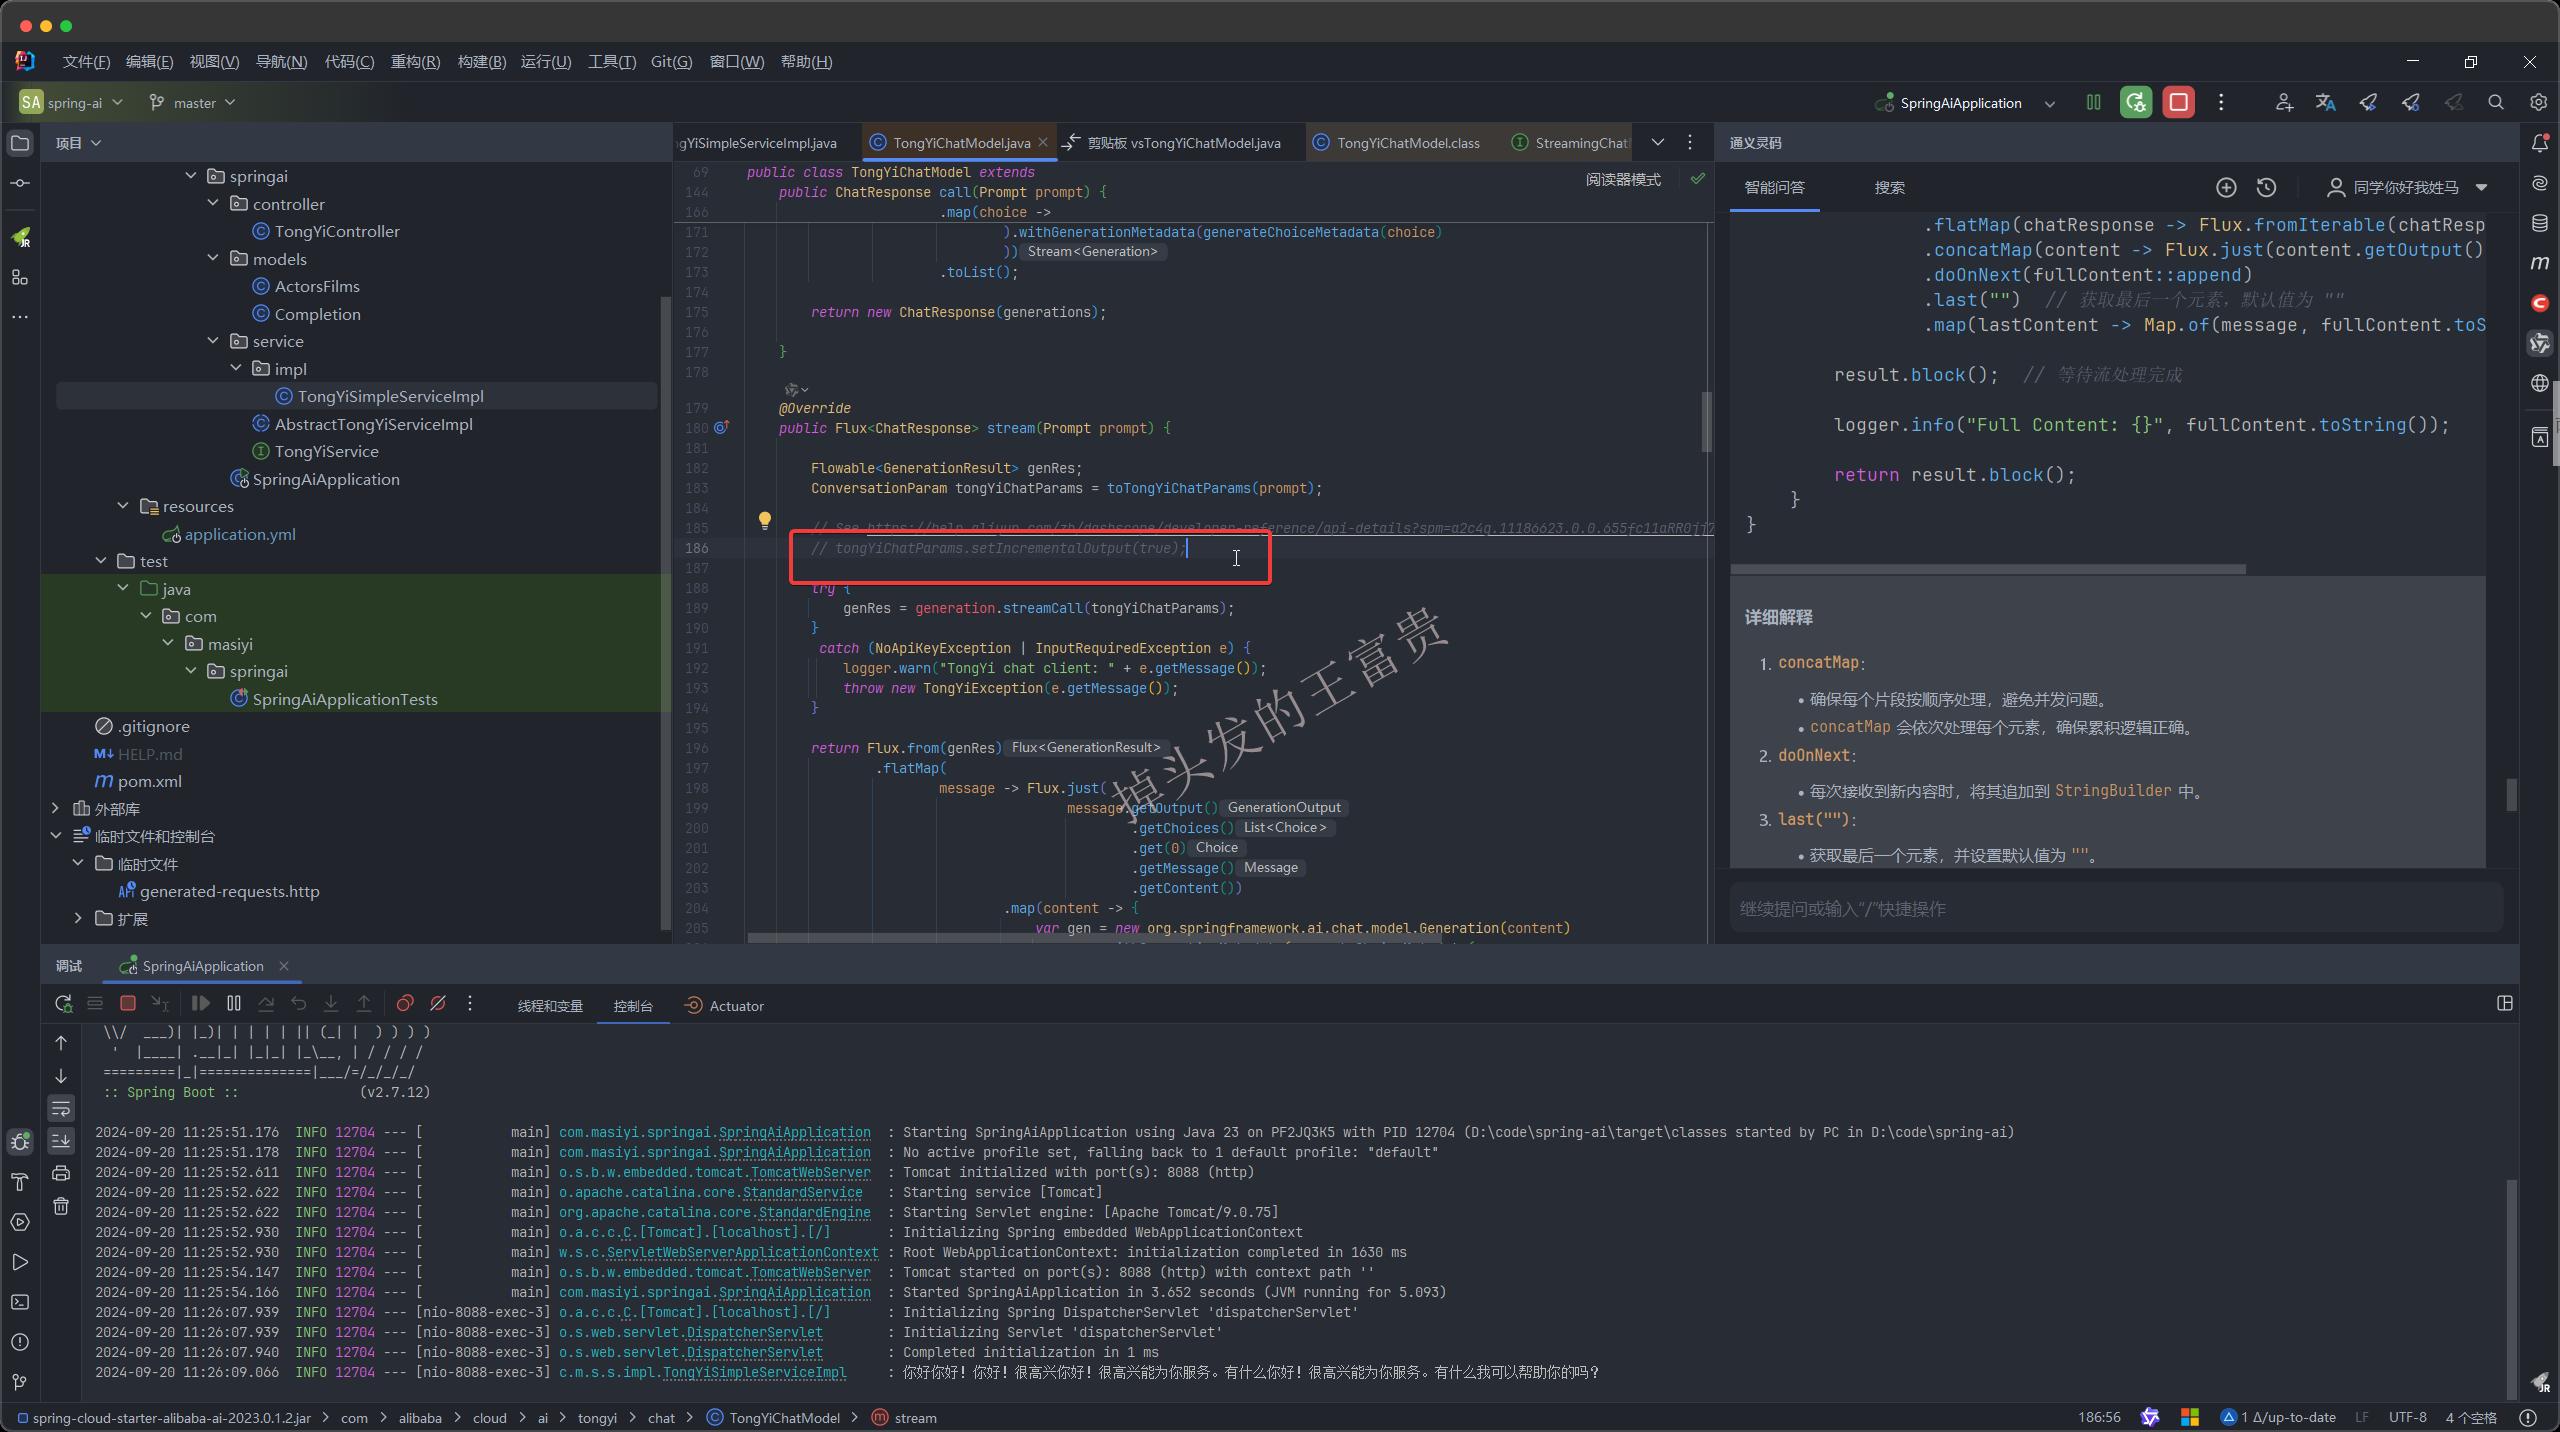 文件(F) 编辑(E) 视图(V) 导航(N) 代码(C) 重构(R) 构建(B) 运行(U) 工具(T) Git(G) 窗口(W) 帮助(H)
SA spring-ai master SpringAiApplication
项目
springai
controller
TongYiController
models
ActorsFilms
Completion
service
impl
TongYiSimpleServiceImpl
AbstractTongYiServiceImpl
TongYiService
SpringAiApplication
resources
application.yml
test
java
com
masiyi
springai
SpringAiApplicationTests
.gitignore
HELP.md
pom.xml
外部库
临时文件和控制台
临时文件
generated-requests.http
扩展
gYiSimpleServiceImpl.java TongYiChatModel.java 剪贴板 vsTongYiChatModel.java TongYiChatModel.class StreamingChat
阅读器模式
69 public class TongYiChatModel extends
144 public ChatResponse call(Prompt prompt) {
166 .map(choice ->
171 ).withGenerationMetadata(generateChoiceMetadata(choice)
172 )) Stream<Generation>
173 .toList();
174
175 return new ChatResponse(generations);
176
177 }
178
179 @Override
180 public Flux<ChatResponse> stream(Prompt prompt) {
181
182 Flowable<GenerationResult> genRes;
183 ConversationParam tongYiChatParams = toTongYiChatParams(prompt);
184
185 // See https://help.aliyun.com/zh/dashscope/developer-reference/api-details?spm=a2c4g.11186623.0.0.655fc11aRR0jj7
186 // tongYiChatParams.setIncrementalOutput(true);
187
188 try {
189 genRes = generation.streamCall(tongYiChatParams);
190 }
191 catch (NoApiKeyException | InputRequiredException e) {
192 logger.warn("TongYi chat client: " + e.getMessage());
193 throw new TongYiException(e.getMessage());
194 }
195
196 return Flux.from(genRes) Flux<GenerationResult>
197 .flatMap(
198 message -> Flux.just(
199 message.getOutput() GenerationOutput
200 .getChoices() List<Choice>
201 .get(0) Choice
202 .getMessage() Message
203 .getContent())
204 .map(content -> {
205 var gen = new org.springframework.ai.chat.model.Generation(content)
掉头发的王富贵
通义灵码
智能问答 搜索 同学你好我姓马
.flatMap(chatResponse -> Flux.fromIterable(chatResp
.concatMap(content -> Flux.just(content.getOutput()
.doOnNext(fullContent::append)
.last("") // 获取最后一个元素，默认值为 ""
.map(lastContent -> Map.of(message, fullContent.toS
result.block(); // 等待流处理完成
logger.info("Full Content: {}", fullContent.toString());
return result.block();
}
}
详细解释
1. concatMap:
• 确保每个片段按顺序处理，避免并发问题。
• concatMap 会依次处理每个元素，确保累积逻辑正确。
2. doOnNext:
• 每次接收到新内容时，将其追加到 StringBuilder 中。
3. last(""):
• 获取最后一个元素，并设置默认值为 ""。
继续提问或输入“/”快捷操作
调试 SpringAiApplication
线程和变量 控制台 Actuator
\\/  ___)| |_)| | | | | || (_| |  ) ) ) )
'  |____| .__|_| |_|_| |_\__, | / / / /
=========|_|==============|___/=/_/_/_/
:: Spring Boot :: (v2.7.12)
2024-09-20 11:25:51.176 INFO 12704 --- [ main] com.masiyi.springai.SpringAiApplication : Starting SpringAiApplication using Java 23 on PF2JQ3K5 with PID 12704 (D:\code\spring-ai\target\classes started by PC in D:\code\spring-ai)
2024-09-20 11:25:51.178 INFO 12704 --- [ main] com.masiyi.springai.SpringAiApplication : No active profile set, falling back to 1 default profile: "default"
2024-09-20 11:25:52.611 INFO 12704 --- [ main] o.s.b.w.embedded.tomcat.TomcatWebServer : Tomcat initialized with port(s): 8088 (http)
2024-09-20 11:25:52.622 INFO 12704 --- [ main] o.apache.catalina.core.StandardService : Starting service [Tomcat]
2024-09-20 11:25:52.622 INFO 12704 --- [ main] org.apache.catalina.core.StandardEngine : Starting Servlet engine: [Apache Tomcat/9.0.75]
2024-09-20 11:25:52.930 INFO 12704 --- [ main] o.a.c.c.C.[Tomcat].[localhost].[/] : Initializing Spring embedded WebApplicationContext
2024-09-20 11:25:52.930 INFO 12704 --- [ main] w.s.c.ServletWebServerApplicationContext : Root WebApplicationContext: initialization completed in 1630 ms
2024-09-20 11:25:54.147 INFO 12704 --- [ main] o.s.b.w.embedded.tomcat.TomcatWebServer : Tomcat started on port(s): 8088 (http) with context path ''
2024-09-20 11:25:54.166 INFO 12704 --- [ main] com.masiyi.springai.SpringAiApplication : Started SpringAiApplication in 3.652 seconds (JVM running for 5.093)
2024-09-20 11:26:07.939 INFO 12704 --- [nio-8088-exec-3] o.a.c.c.C.[Tomcat].[localhost].[/] : Initializing Spring DispatcherServlet 'dispatcherServlet'
2024-09-20 11:26:07.939 INFO 12704 --- [nio-8088-exec-3] o.s.web.servlet.DispatcherServlet : Initializing Servlet 'dispatcherServlet'
2024-09-20 11:26:07.940 INFO 12704 --- [nio-8088-exec-3] o.s.web.servlet.DispatcherServlet : Completed initialization in 1 ms
2024-09-20 11:26:09.066 INFO 12704 --- [nio-8088-exec-3] c.m.s.s.impl.TongYiSimpleServiceImpl : 你好你好！你好！很高兴你好！很高兴能为你服务。有什么你好！很高兴能为你服务。有什么我可以帮助你的吗？
spring-cloud-starter-alibaba-ai-2023.0.1.2.jar > com > alibaba > cloud > ai > tongyi > chat > TongYiChatModel > stream
186:56 1 Δ/up-to-date LF UTF-8 4 个空格